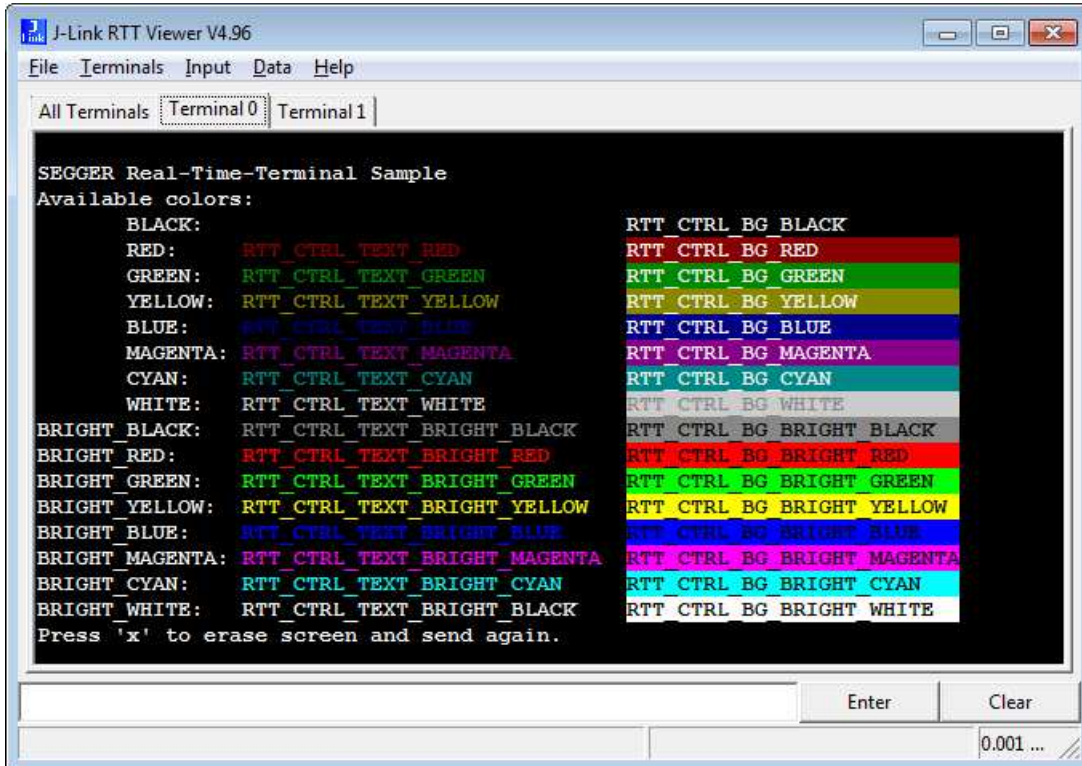 J-Link RTT Viewer V4.96
File Terminals Input Data Help
All Terminals Terminal 0 Terminal 1
SEGGER Real-Time-Terminal Sample
Available colors:
BLACK: RTT_CTRL_BG_BLACK
RED: RTT_CTRL_TEXT_RED RTT_CTRL_BG_RED
GREEN: RTT_CTRL_TEXT_GREEN RTT_CTRL_BG_GREEN
YELLOW: RTT_CTRL_TEXT_YELLOW RTT_CTRL_BG_YELLOW
BLUE: RTT_CTRL_TEXT_BLUE RTT_CTRL_BG_BLUE
MAGENTA: RTT_CTRL_TEXT_MAGENTA RTT_CTRL_BG_MAGENTA
CYAN: RTT_CTRL_TEXT_CYAN RTT_CTRL_BG_CYAN
WHITE: RTT_CTRL_TEXT_WHITE RTT_CTRL_BG_WHITE
BRIGHT_BLACK: RTT_CTRL_TEXT_BRIGHT_BLACK RTT_CTRL_BG_BRIGHT_BLACK
BRIGHT_RED: RTT_CTRL_TEXT_BRIGHT_RED RTT_CTRL_BG_BRIGHT_RED
BRIGHT_GREEN: RTT_CTRL_TEXT_BRIGHT_GREEN RTT_CTRL_BG_BRIGHT_GREEN
BRIGHT_YELLOW: RTT_CTRL_TEXT_BRIGHT_YELLOW RTT_CTRL_BG_BRIGHT_YELLOW
BRIGHT_BLUE: RTT_CTRL_TEXT_BRIGHT_BLUE RTT_CTRL_BG_BRIGHT_BLUE
BRIGHT_MAGENTA: RTT_CTRL_TEXT_BRIGHT_MAGENTA RTT_CTRL_BG_BRIGHT_MAGENTA
BRIGHT_CYAN: RTT_CTRL_TEXT_BRIGHT_CYAN RTT_CTRL_BG_BRIGHT_CYAN
BRIGHT_WHITE: RTT_CTRL_TEXT_BRIGHT_BLACK RTT_CTRL_BG_BRIGHT_WHITE
Press 'x' to erase screen and send again.
Enter Clear
0.001 ...